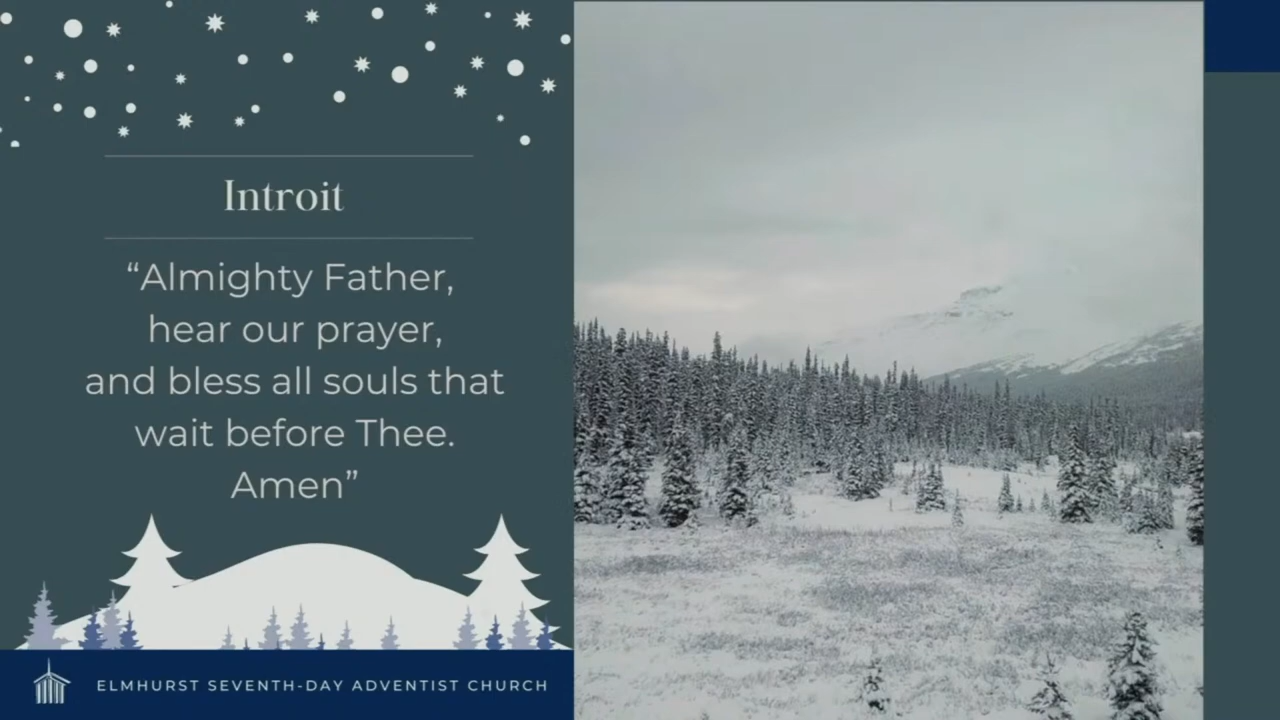 Introit
“Almighty Father,
hear our prayer,
and bless all souls that
wait before Thee.
Amen”
ELMHURST SEVENTH-DAY ADVENTIST CHURCH